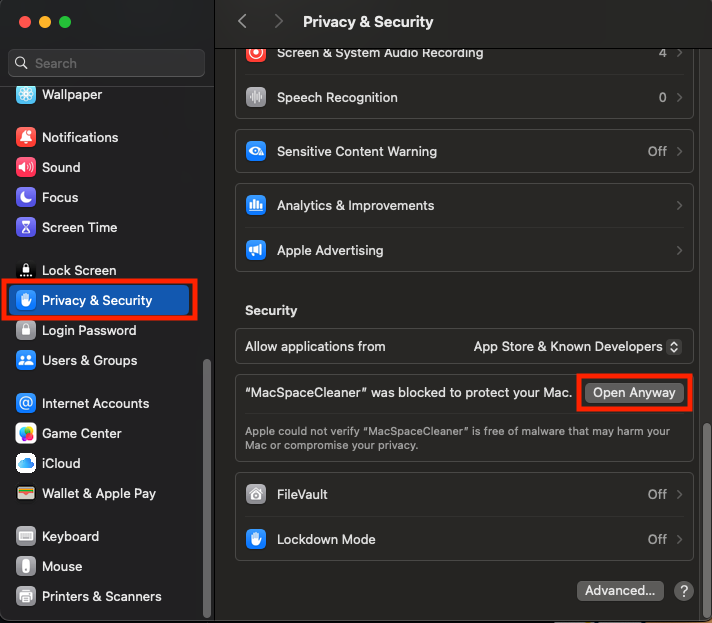 Privacy & Security
Search
Wallpaper
Notifications
Sound
Focus
Screen Time
Lock Screen
Privacy & Security
Login Password
Users & Groups
Internet Accounts
Game Center
iCloud
Wallet & Apple Pay
Keyboard
Mouse
Printers & Scanners
Screen & System Audio Recording 4
Speech Recognition 0
Sensitive Content Warning Off
Analytics & Improvements
Apple Advertising
Security
Allow applications from App Store & Known Developers
“MacSpaceCleaner” was blocked to protect your Mac. Open Anyway
Apple could not verify “MacSpaceCleaner” is free of malware that may harm your
Mac or compromise your privacy.
FileVault Off
Lockdown Mode Off
Advanced... ?